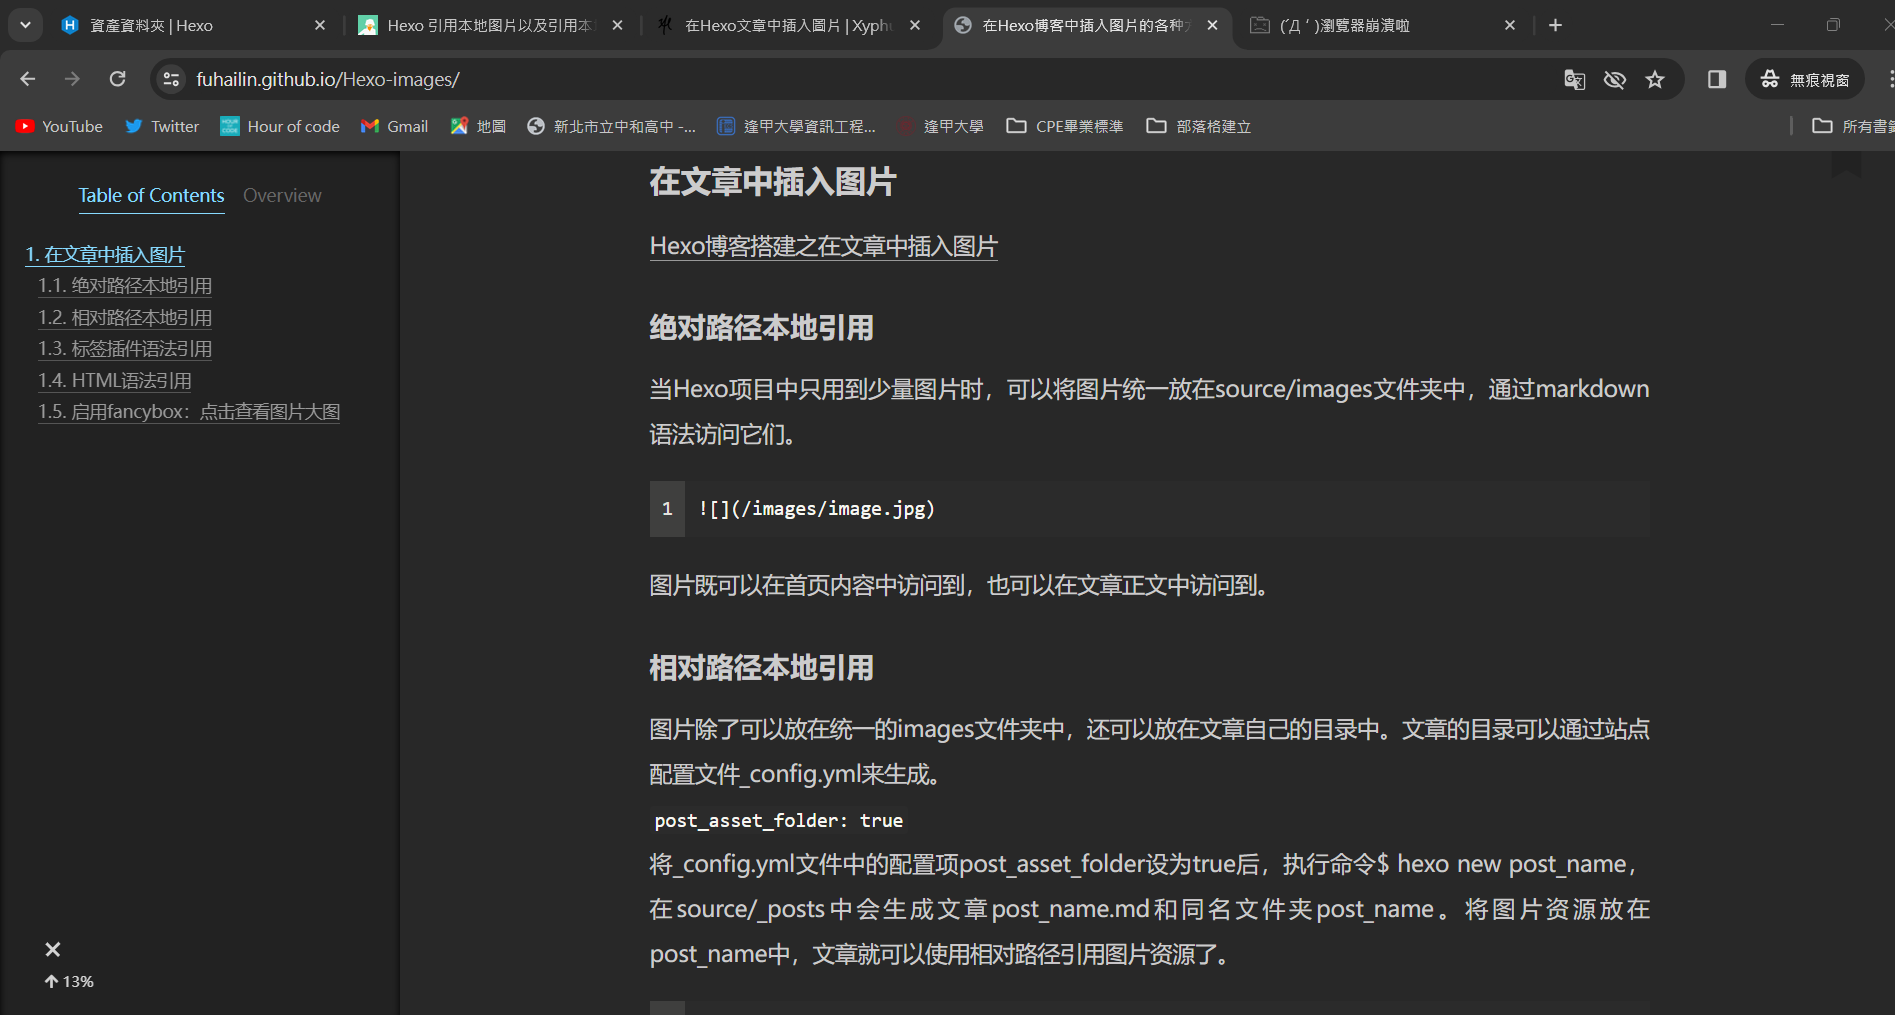 資產資料夾 | Hexo
Hexo 引用本地图片以及引用本
在Hexo文章中插入圖片 | Xyph
在Hexo博客中插入图片的各种
(´Д ` )瀏覽器崩潰啦
fuhailin.github.io/Hexo-images/
無痕視窗
YouTube
Twitter
Hour of code
Gmail
地圖
新北市立中和高中 -...
逢甲大學資訊工程...
逢甲大學
CPE畢業標準
部落格建立
所有書
Table of Contents
Overview
1. 在文章中插入图片
1.1. 绝对路径本地引用
1.2. 相对路径本地引用
1.3. 标签插件语法引用
1.4. HTML语法引用
1.5. 启用fancybox：点击查看图片大图
13%
在文章中插入图片
Hexo博客搭建之在文章中插入图片
绝对路径本地引用
当Hexo项目中只用到少量图片时，可以将图片统一放在source/images文件夹中，通过markdown
语法访问它们。
1 ![](/images/image.jpg)
图片既可以在首页内容中访问到，也可以在文章正文中访问到。
相对路径本地引用
图片除了可以放在统一的images文件夹中，还可以放在文章自己的目录中。文章的目录可以通过站点
配置文件_config.yml来生成。
post_asset_folder: true
将_config.yml文件中的配置项post_asset_folder设为true后，执行命令$ hexo new post_name，
在source/_posts中会生成文章post_name.md和同名文件夹post_name。将图片资源放在
post_name中，文章就可以使用相对路径引用图片资源了。